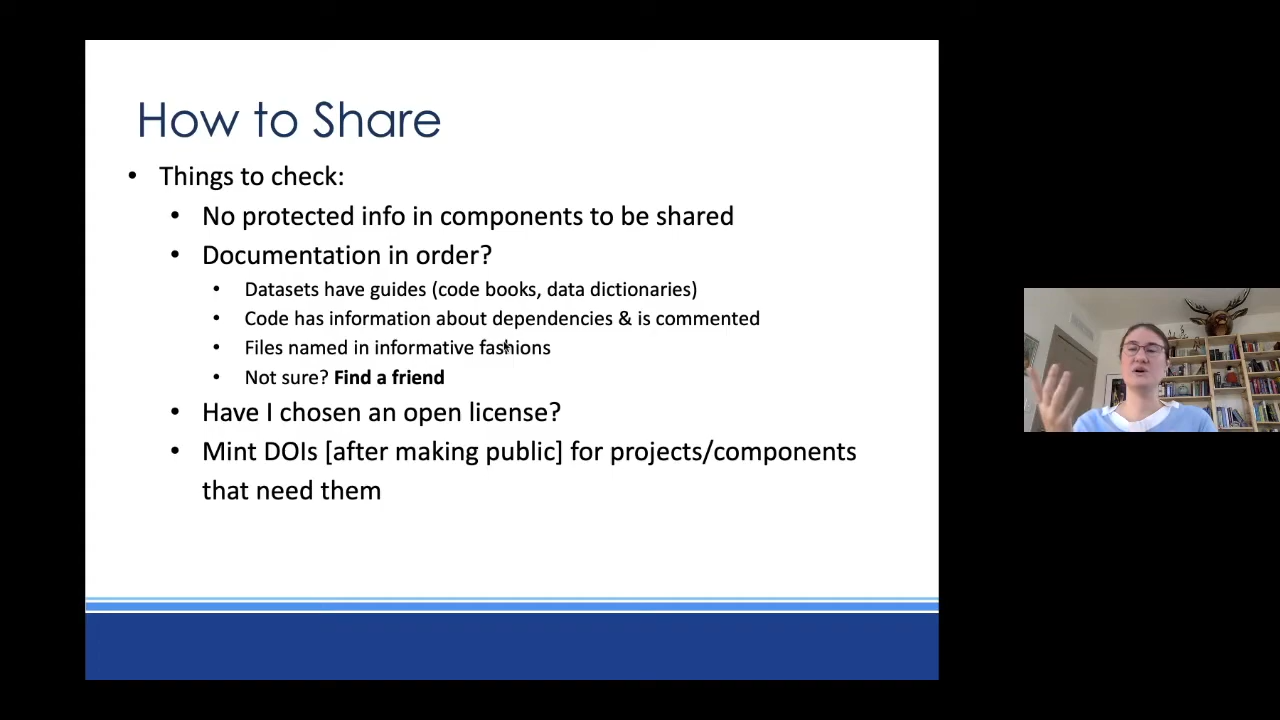 How to Share
• Things to check:
• No protected info in components to be shared
• Documentation in order?
• Datasets have guides (code books, data dictionaries)
• Code has information about dependencies & is commented
• Files named in informative fashions
• Not sure? Find a friend
• Have I chosen an open license?
• Mint DOIs [after making public] for projects/components
that need them